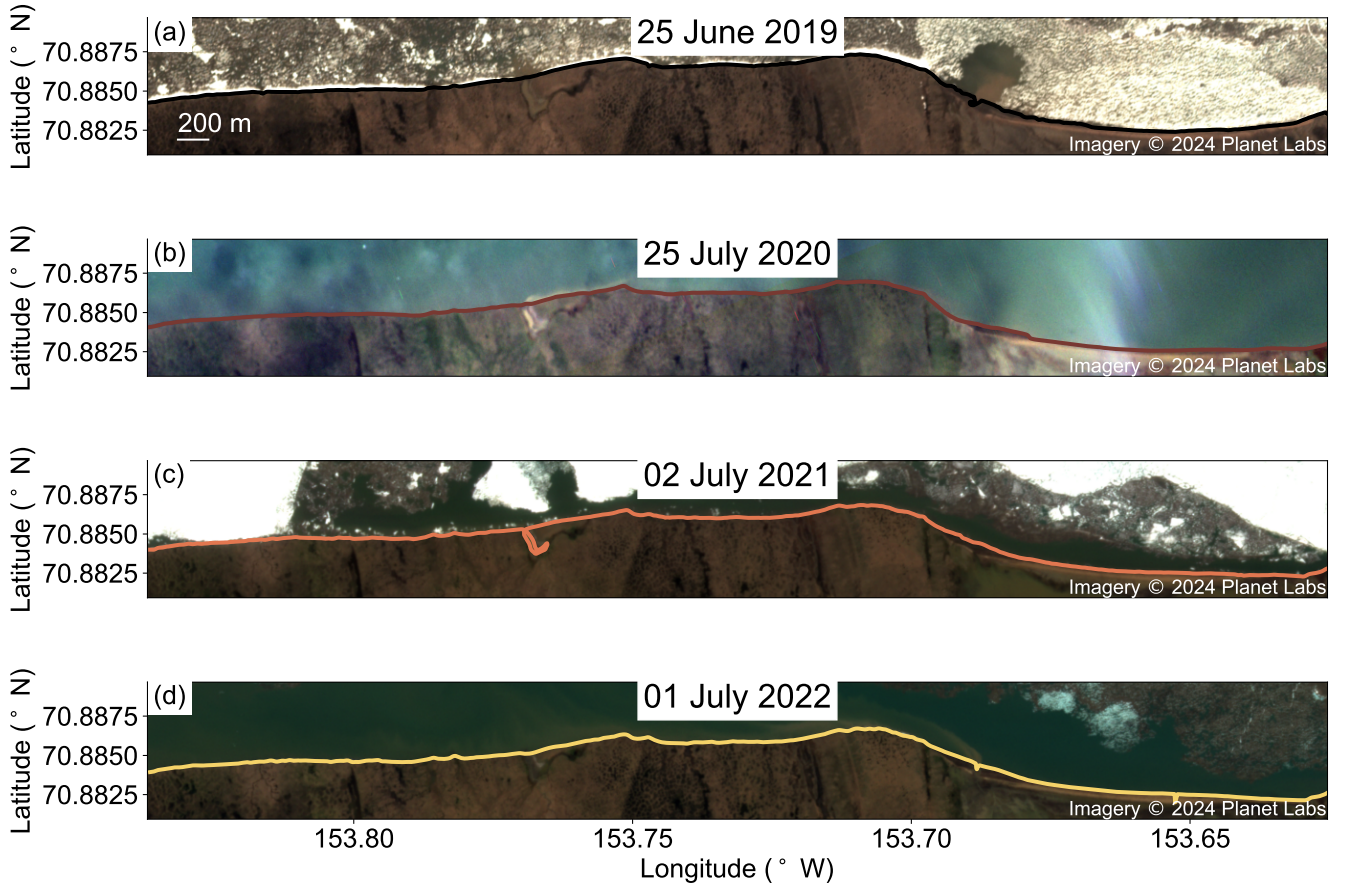 (a)
25 June 2019
Latitude (° N)
70.8875
70.8850
70.8825
200 m
Imagery © 2024 Planet Labs
(b)
25 July 2020
Latitude (° N)
70.8875
70.8850
70.8825
Imagery © 2024 Planet Labs
(c)
02 July 2021
Latitude (° N)
70.8875
70.8850
70.8825
Imagery © 2024 Planet Labs
(d)
01 July 2022
Latitude (° N)
70.8875
70.8850
70.8825
Imagery © 2024 Planet Labs
153.80 153.75 153.70 153.65
Longitude (° W)